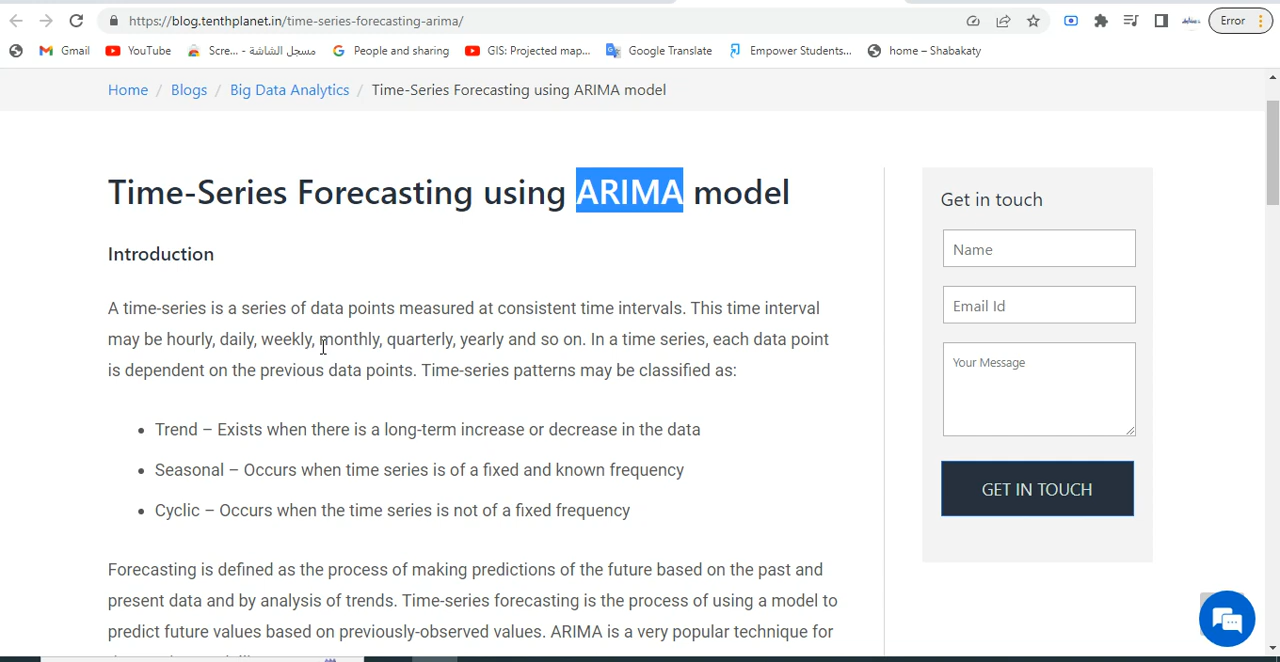 https://blog.tenthplanet.in/time-series-forecasting-arima/
Error
Gmail
YouTube
Scre... - مسجل الشاشة
People and sharing
GIS: Projected map...
Google Translate
Empower Students...
home – Shabakaty
Home / Blogs / Big Data Analytics / Time-Series Forecasting using ARIMA model
Time-Series Forecasting using ARIMA model
Introduction
A time-series is a series of data points measured at consistent time intervals. This time interval
may be hourly, daily, weekly, monthly, quarterly, yearly and so on. In a time series, each data point
is dependent on the previous data points. Time-series patterns may be classified as:
• Trend – Exists when there is a long-term increase or decrease in the data
• Seasonal – Occurs when time series is of a fixed and known frequency
• Cyclic – Occurs when the time series is not of a fixed frequency
Forecasting is defined as the process of making predictions of the future based on the past and
present data and by analysis of trends. Time-series forecasting is the process of using a model to
predict future values based on previously-observed values. ARIMA is a very popular technique for
Get in touch
Name
Email Id
Your Message
GET IN TOUCH